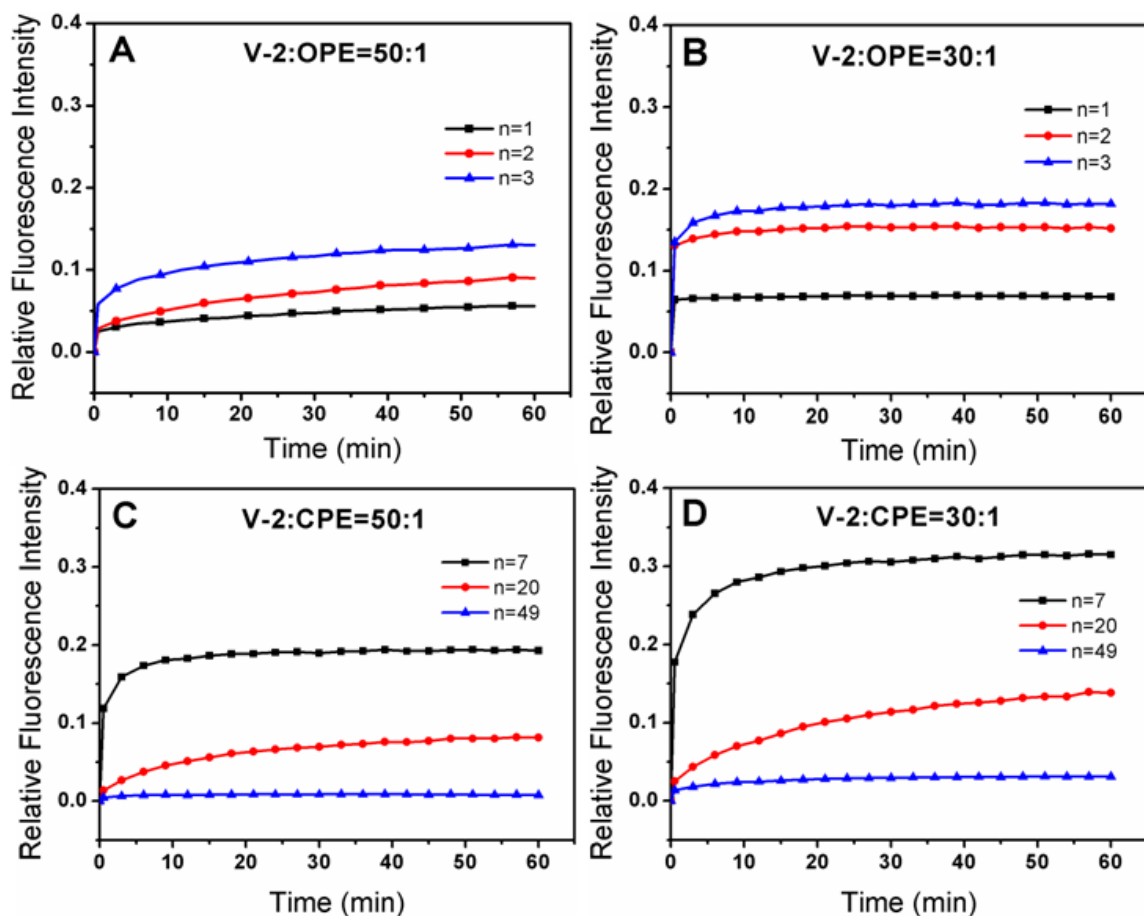 A
V-2:OPE=50:1
n=1
n=2
n=3
Relative Fluorescence Intensity
0.4
0.3
0.2
0.1
0.0
0 10 20 30 40 50 60
Time (min)
B
V-2:OPE=30:1
n=1
n=2
n=3
Relative Fluorescence Intensity
0.4
0.3
0.2
0.1
0.0
0 10 20 30 40 50 60
Time (min)
C
V-2:CPE=50:1
n=7
n=20
n=49
Relative Fluorescence Intensity
0.4
0.3
0.2
0.1
0.0
0 10 20 30 40 50 60
Time (min)
D
V-2:CPE=30:1
n=7
n=20
n=49
Relative Fluorescence Intensity
0.4
0.3
0.2
0.1
0.0
0 10 20 30 40 50 60
Time (min)